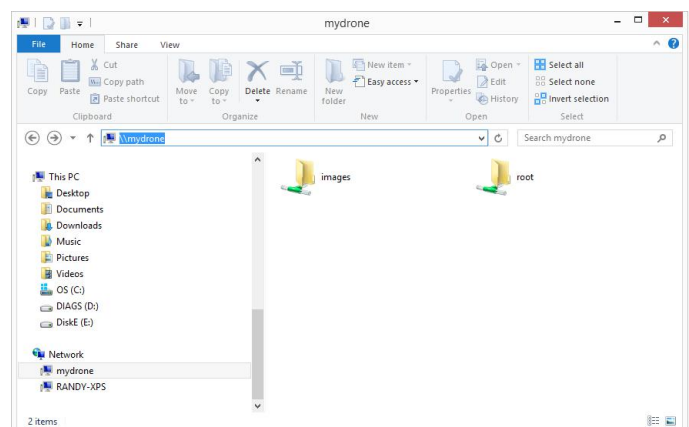 mydrone
File Home Share View
Copy Paste Cut Copy path Paste shortcut
Move to Copy to Delete Rename
New folder New item Easy access
Properties Open Edit History
Select all Select none Invert selection
Clipboard Organize New Open Select
\\mydrone Search mydrone
This PC
Desktop
Documents
Downloads
Music
Pictures
Videos
OS (C:)
DIAGS (D:)
DiskE (E:)
Network
mydrone
RANDY-XPS
images root
2 items